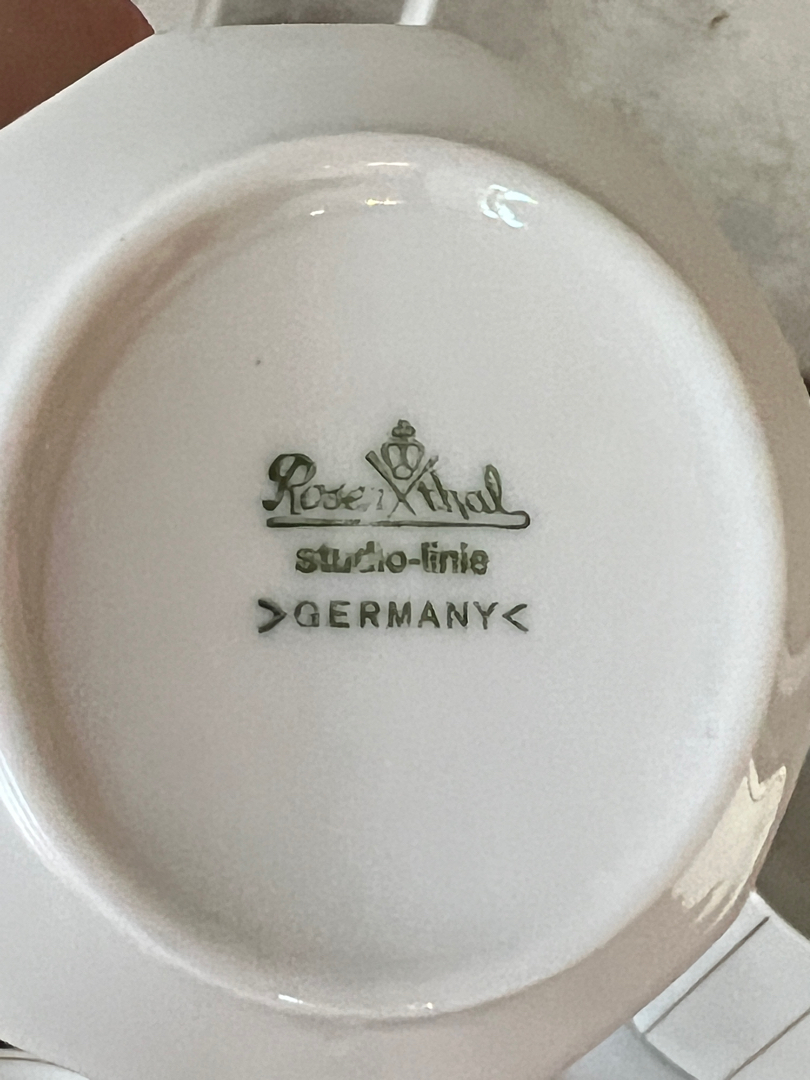 Rosenthal
studio-linie
>GERMANY<